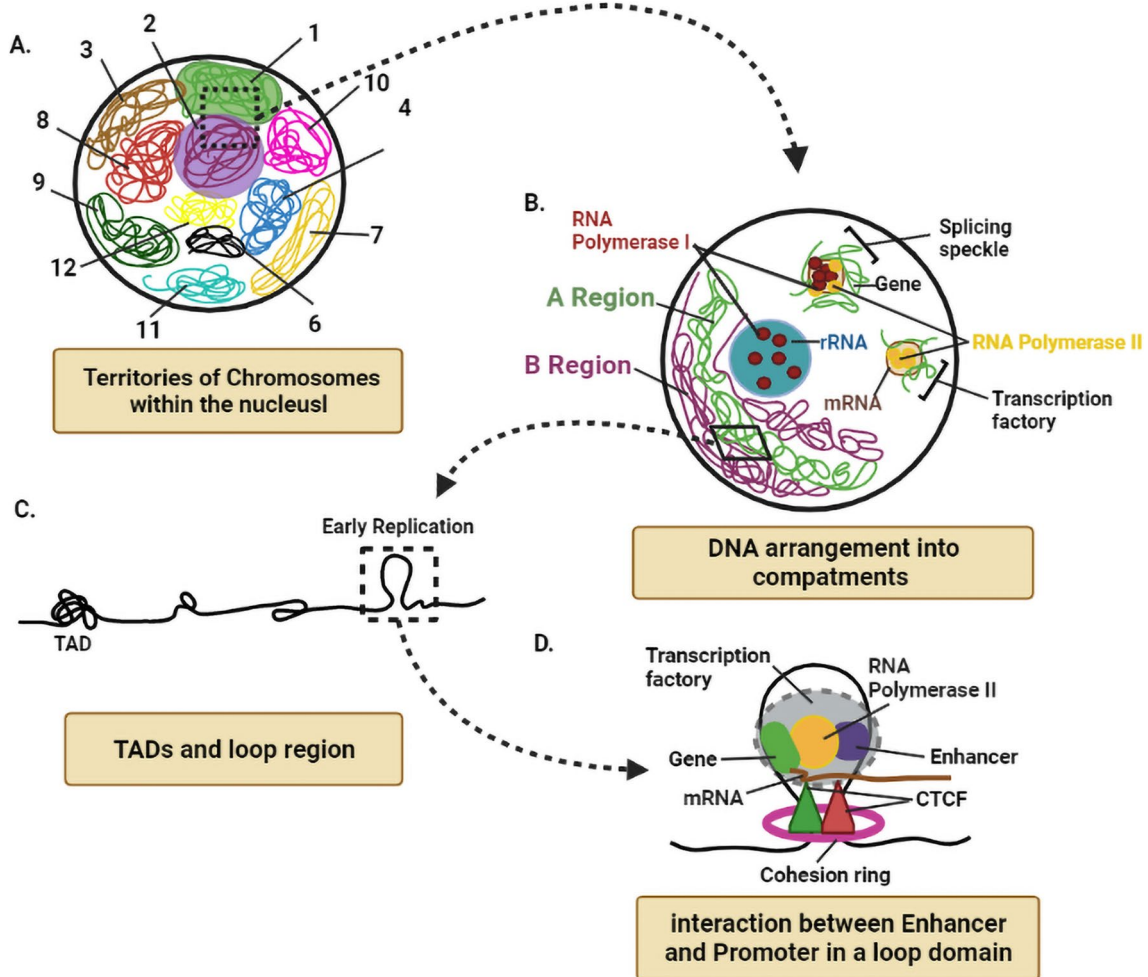 A.
1
2
3
10
4
8
9
7
12
11
6
Territories of Chromosomes
within the nucleusl
B.
RNA
Polymerase I
Splicing
speckle
Gene
A Region
rRNA
RNA Polymerase II
B Region
mRNA
Transcription
factory
DNA arrangement into
compatments
C.
Early Replication
TAD
TADs and loop region
D.
Transcription
factory
RNA
Polymerase II
Gene
Enhancer
mRNA
CTCF
Cohesion ring
interaction between Enhancer
and Promoter in a loop domain